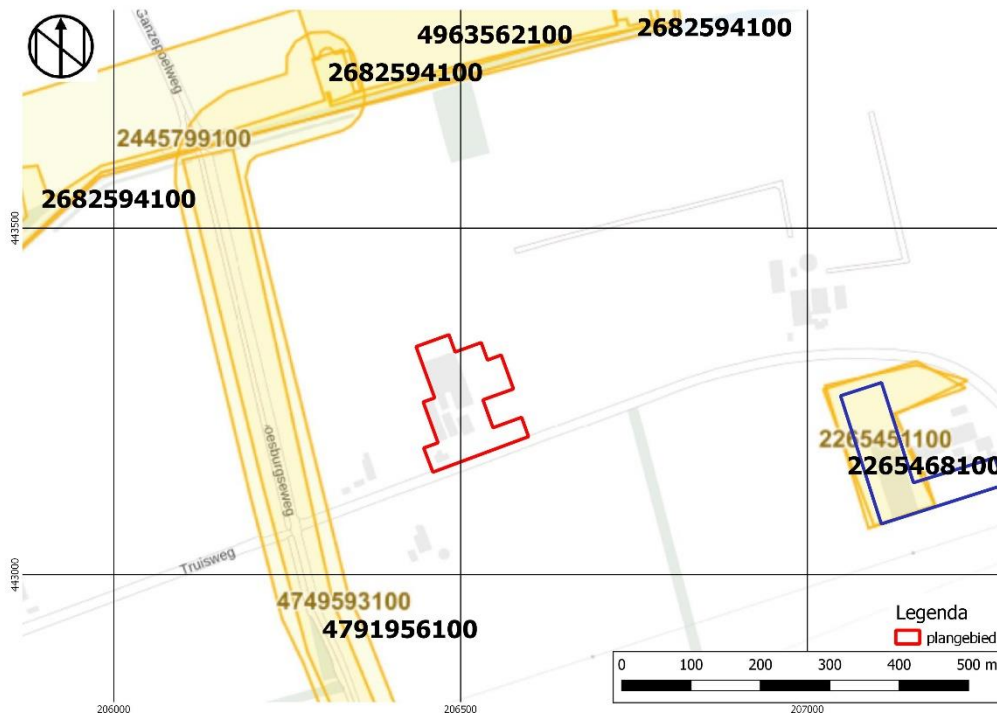 Ganzepoelweg
4963562100
2682594100
2682594100
2445799100
2682594100
443500
oesburgseweg
2265451100
2265468100
Truisweg
443000
4749593100
4791956100
Legenda
plangebied
0 100 200 300 400 500 m
206000 206500 207000